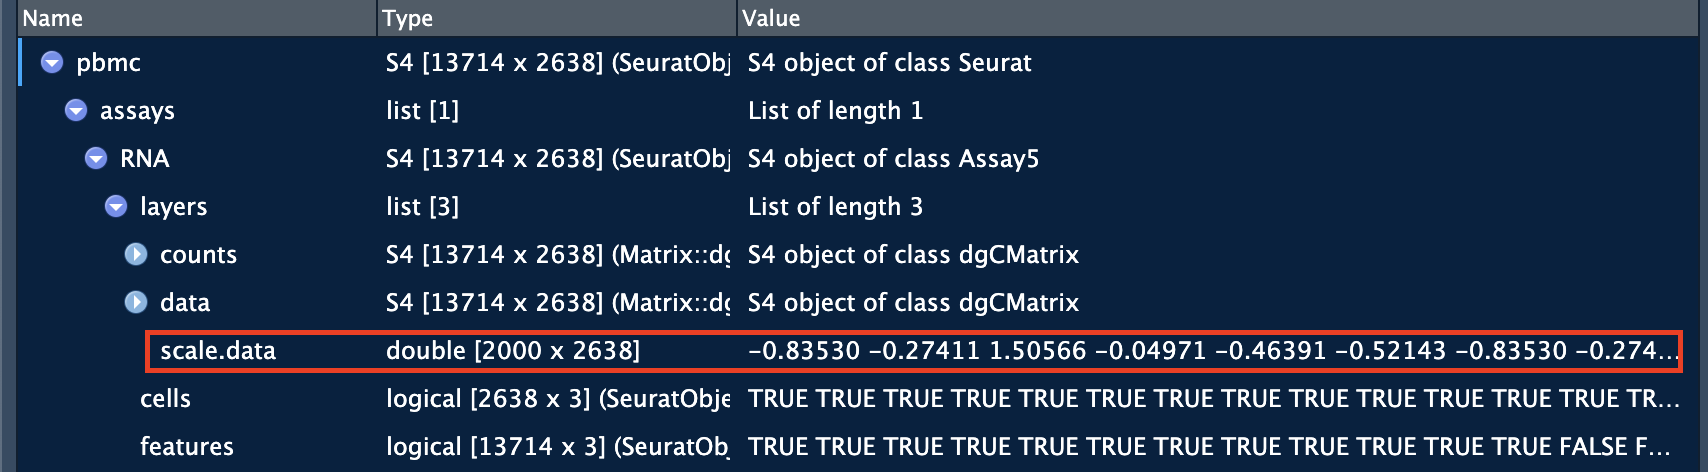 Name Type Value
pbmc S4 [13714 x 2638] (SeuratObj S4 object of class Seurat
assays list [1] List of length 1
RNA S4 [13714 x 2638] (SeuratObj S4 object of class Assay5
layers list [3] List of length 3
counts S4 [13714 x 2638] (Matrix::dg S4 object of class dgCMatrix
data S4 [13714 x 2638] (Matrix::dg S4 object of class dgCMatrix
scale.data double [2000 x 2638] -0.83530 -0.27411 1.50566 -0.04971 -0.46391 -0.52143 -0.83530 -0.274...
cells logical [2638 x 3] (SeuratObje TRUE TRUE TRUE TRUE TRUE TRUE TRUE TRUE TRUE TRUE TRUE TRUE TRUE TR...
features logical [13714 x 3] (SeuratOb TRUE TRUE TRUE TRUE TRUE TRUE TRUE TRUE TRUE TRUE TRUE TRUE FALSE F...